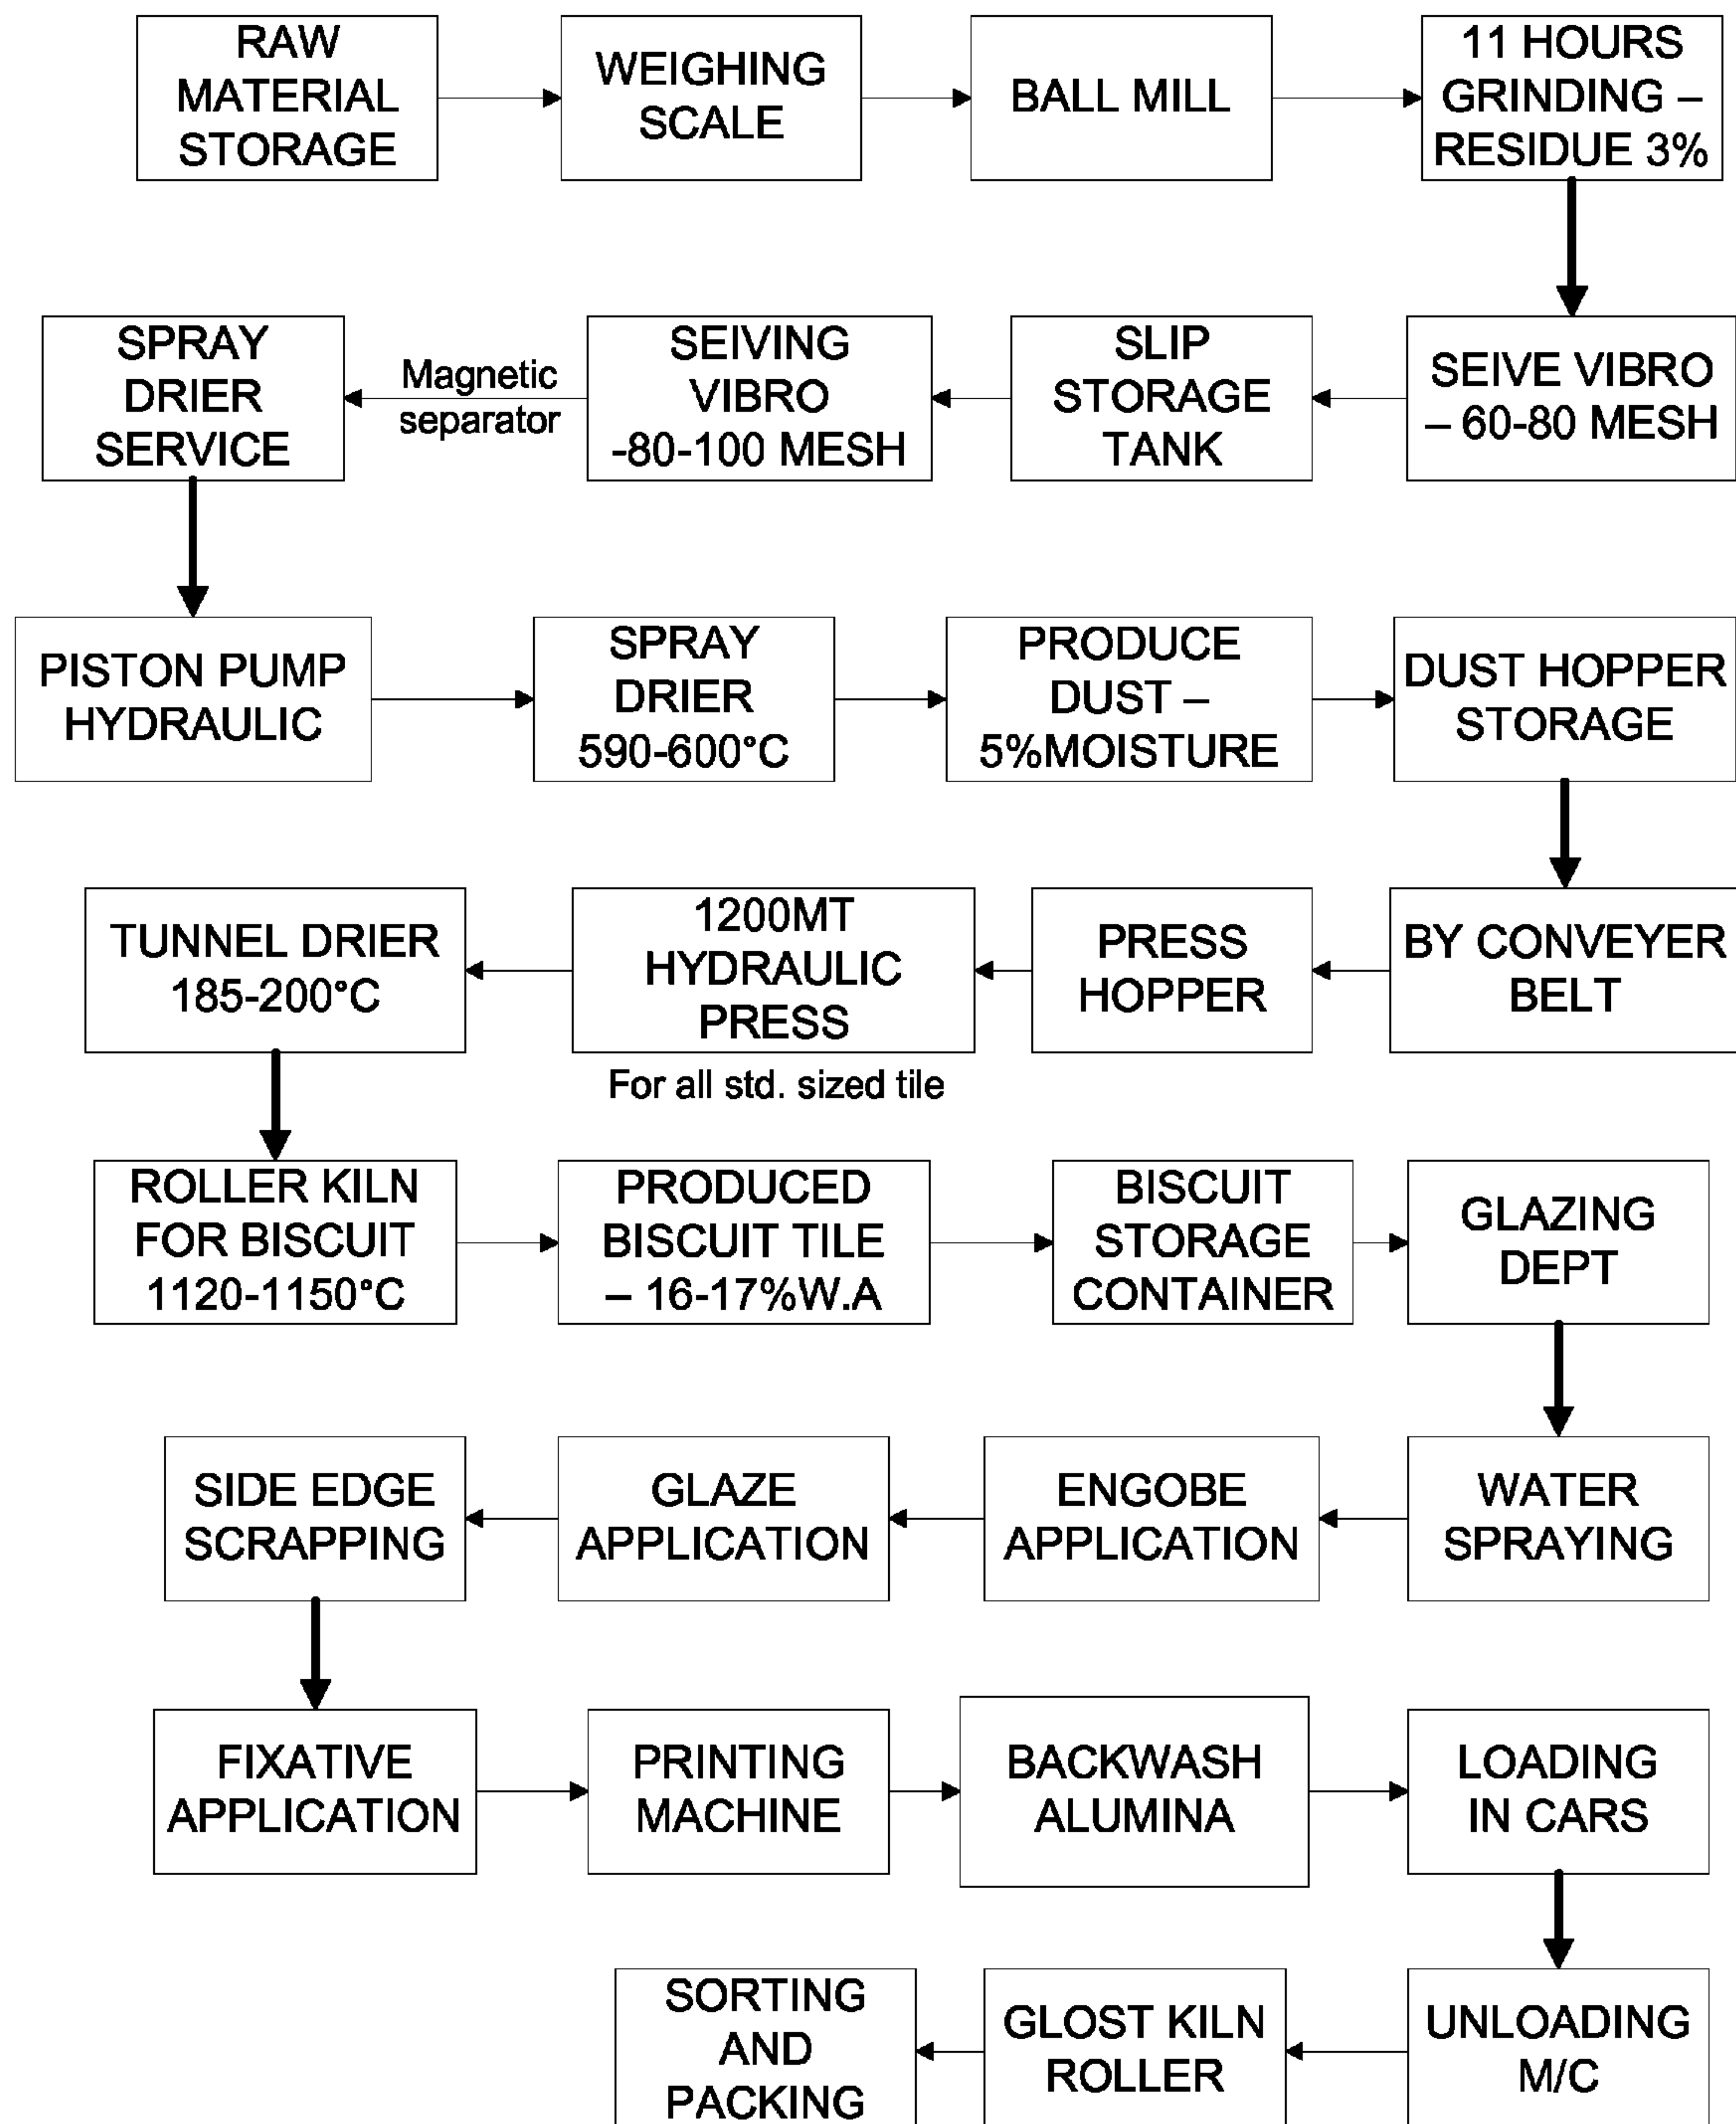 RAW
MATERIAL
STORAGE
WEIGHING
SCALE
BALL MILL
11 HOURS
GRINDING –
RESIDUE 3%
SPRAY
DRIER
SERVICE
Magnetic
separator
SEIVING
VIBRO
-80-100 MESH
SLIP
STORAGE
TANK
SEIVE VIBRO
– 60-80 MESH
PISTON PUMP
HYDRAULIC
SPRAY
DRIER
590-600°C
PRODUCE
DUST –
5%MOISTURE
DUST HOPPER
STORAGE
TUNNEL DRIER
185-200°C
1200MT
HYDRAULIC
PRESS
For all std. sized tile
PRESS
HOPPER
BY CONVEYER
BELT
ROLLER KILN
FOR BISCUIT
1120-1150°C
PRODUCED
BISCUIT TILE
– 16-17%W.A
BISCUIT
STORAGE
CONTAINER
GLAZING
DEPT
SIDE EDGE
SCRAPPING
GLAZE
APPLICATION
ENGOBE
APPLICATION
WATER
SPRAYING
FIXATIVE
APPLICATION
PRINTING
MACHINE
BACKWASH
ALUMINA
LOADING
IN CARS
SORTING
AND
PACKING
GLOST KILN
ROLLER
UNLOADING
M/C